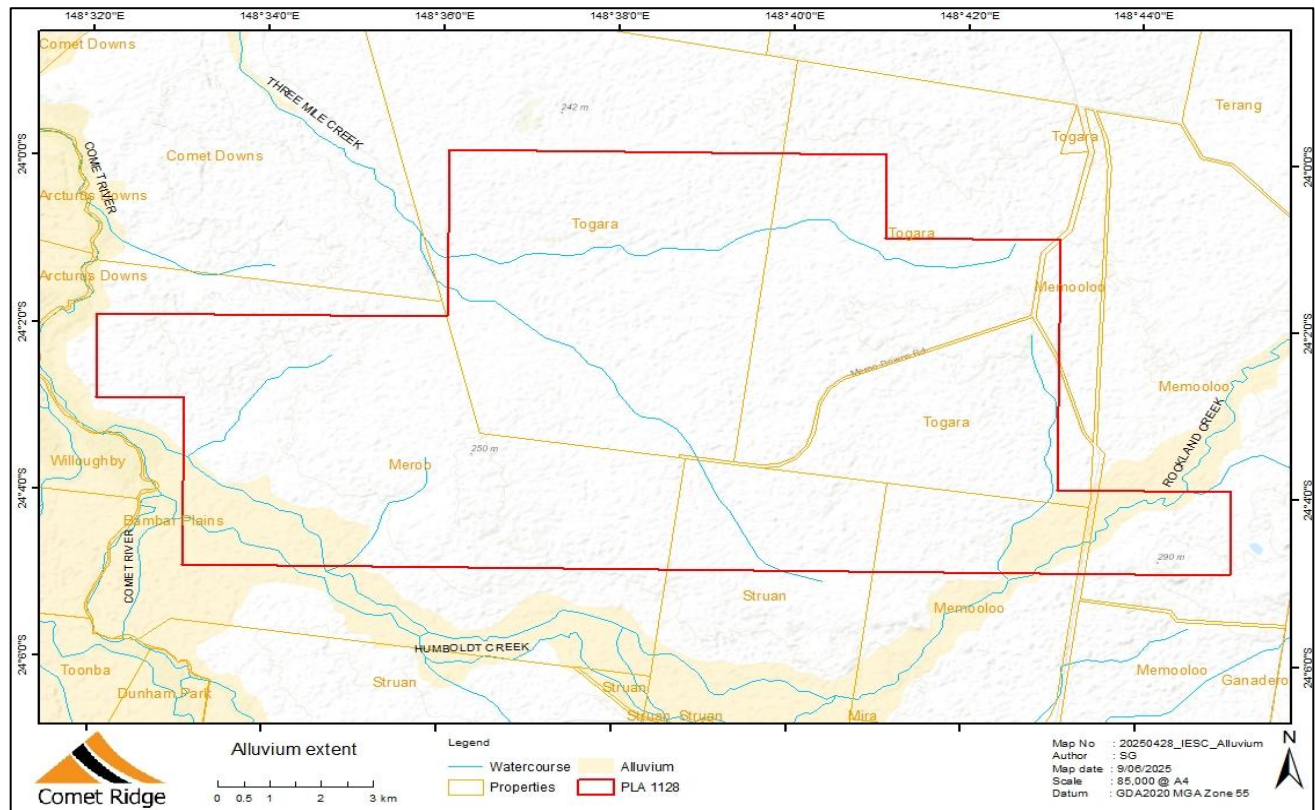 148°32'0"E 148°34'0"E 148°36'0"E 148°38'0"E 148°40'0"E 148°42'0"E 148°44'0"E
Comet Downs
THREE MILE CREEK
242 m
Terang
Togara
24°0'0"S
COMET RIVER
Comet Downs
24°0'0"S
Arcturus Downs
Togara
Togara
Arcturus Downs
Memooloo
24°2'0"S
24°2'0"S
Memooloo
ROCKLAND CREEK
Togara
250 m
Willoughby
Meroo
24°4'0"S
24°4'0"S
Bambar Plains
COMET RIVER
290 m
Struan
Memooloo
24°6'0"S
HUMBOLDT CREEK
24°6'0"S
Toonba
Struan
Memooloo
Ganadero
Dunham Park
Struan
Struan Struan
Mira
Comet Ridge
Alluvium extent
0 0.5 1 2 3 km
Legend
Watercourse
Alluvium
Properties
PLA 1128
Map No : 20250428_IESC_Alluvium
Author : SG
Map date : 9/06/2025
Scale : 85,000 @ A4
Datum : GDA2020 MGA Zone 55
N